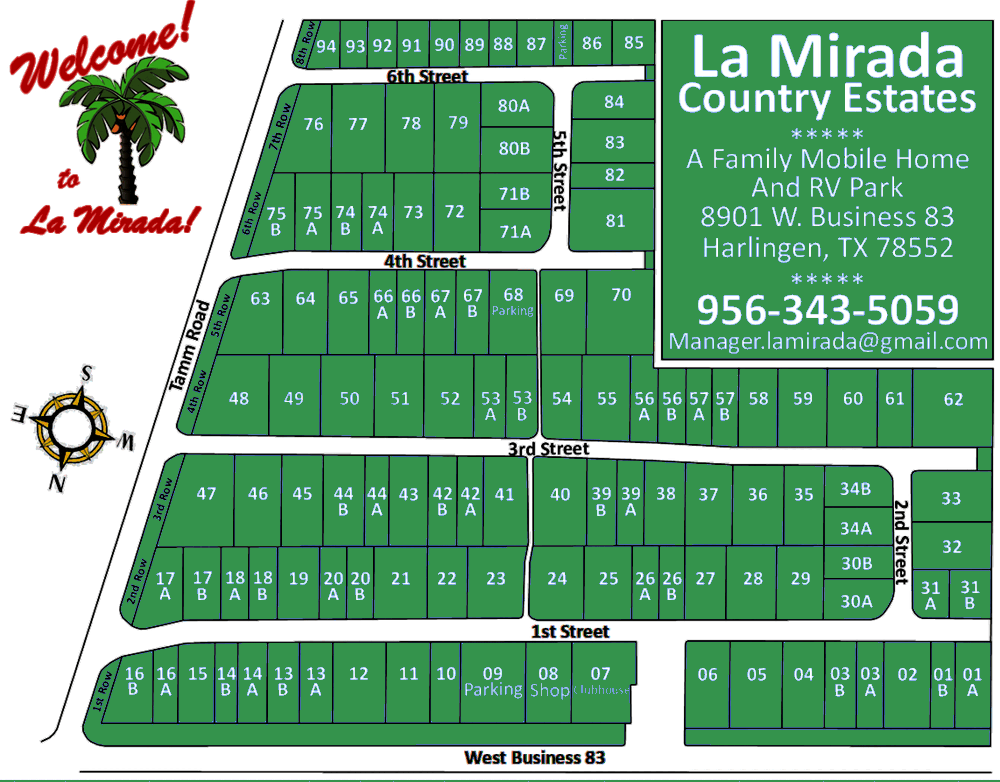 Welcome!
to
La Mirada!
La Mirada
Country Estates
*****
A Family Mobile Home
And RV Park
8901 W. Business 83
Harlingen, TX 78552
*****
956-343-5059
Manager.lamirada@gmail.com
8th Row
94 93 92 91 90 89 88 87 Parking 86 85
6th Street
7th Row
76 77 78 79 80A
80B
5th Street
84
83
82
81
6th Row
75 B 75 A 74 B 74 A 73 72 71B
71A
4th Street
Tamm Road
5th Row
63 64 65 66 A 66 B 67 A 67 B 68 Parking 69 70
4th Row
48 49 50 51 52 53 A 53 B 54 55 56 A 56 B 57 A 57 B 58 59 60 61 62
3rd Street
S
E
W
N
3rd Row
47 46 45 44 B 44 A 43 42 B 42 A 41 40 39 B 39 A 38 37 36 35 34B
34A
2nd Street
33
32
31 A 31 B
2nd Row
17 A 17 B 18 A 18 B 19 20 A 20 B 21 22 23 24 25 26 A 26 B 27 28 29 30B
30A
1st Street
1st Row
16 B 16 A 15 14 B 14 A 13 B 13 A 12 11 10 09 Parking 08 Shop 07 Clubhouse 06 05 04 03 B 03 A 02 01 B 01 A
West Business 83